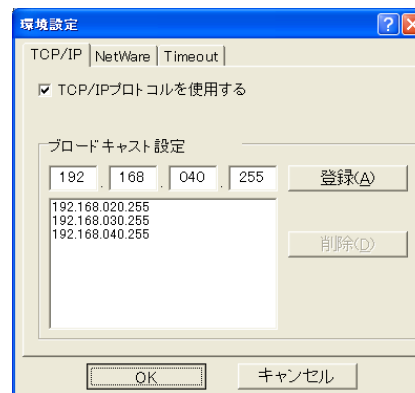 環境設定
TCP/IP NetWare Timeout
TCP/IPプロトコルを使用する
ブロードキャスト設定
192 . 168 . 040 . 255 登録(A)
192.168.020.255
192.168.030.255
192.168.040.255
削除(D)
OK キャンセル